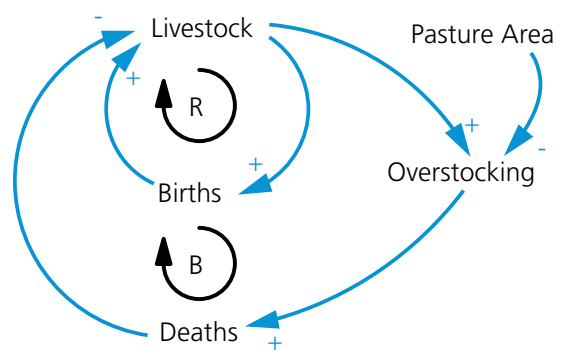 -
Livestock
Pasture Area
+
R
+
+
-
Overstocking
Births
B
Deaths
+